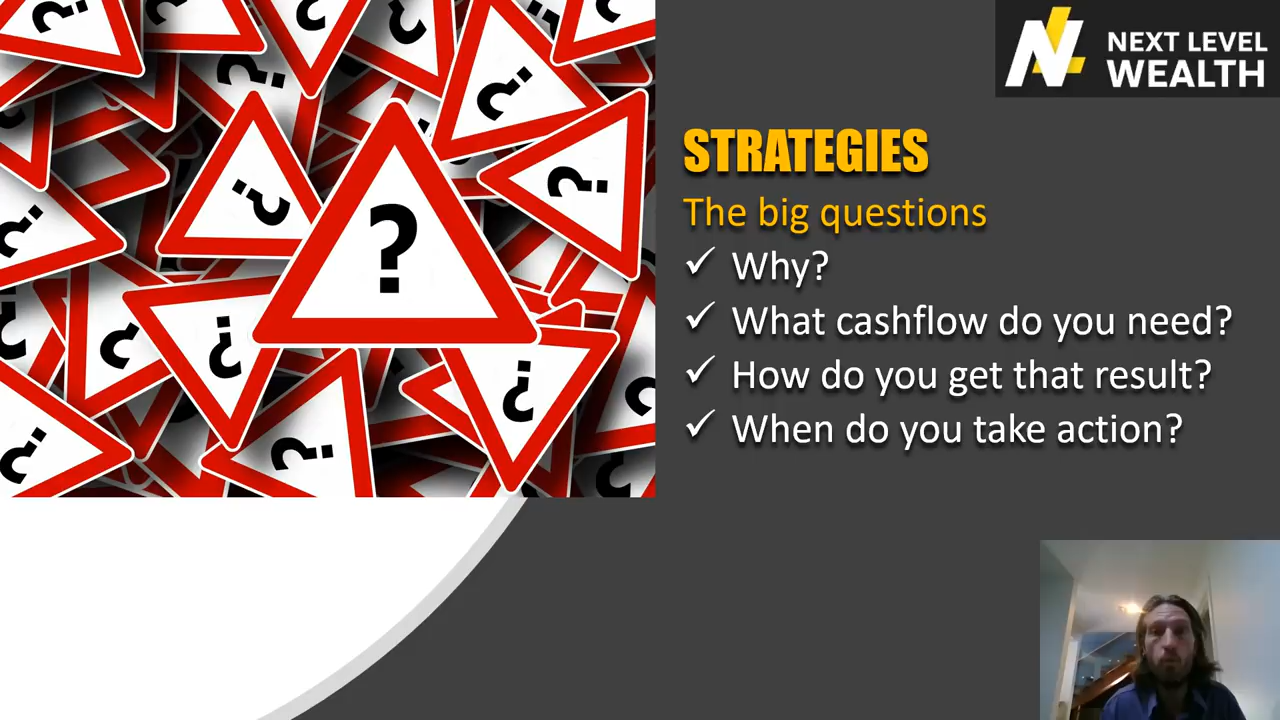 NEXT LEVEL
WEALTH
STRATEGIES
The big questions
✓ Why?
✓ What cashflow do you need?
✓ How do you get that result?
✓ When do you take action?
?